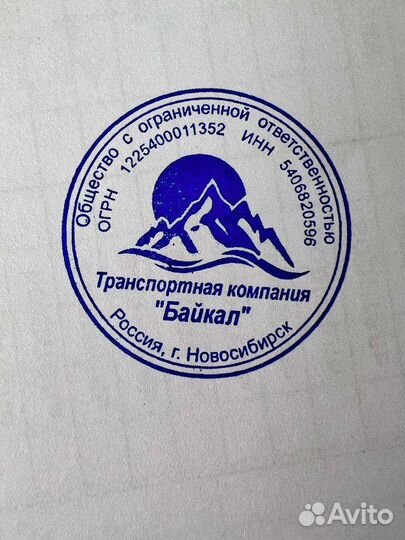 Общество с ограниченной ответственностью
ОГРН 1225400011352 ИНН 5406820596
Транспортная компания
"Байкал"
Россия, г. Новосибирск
Avito